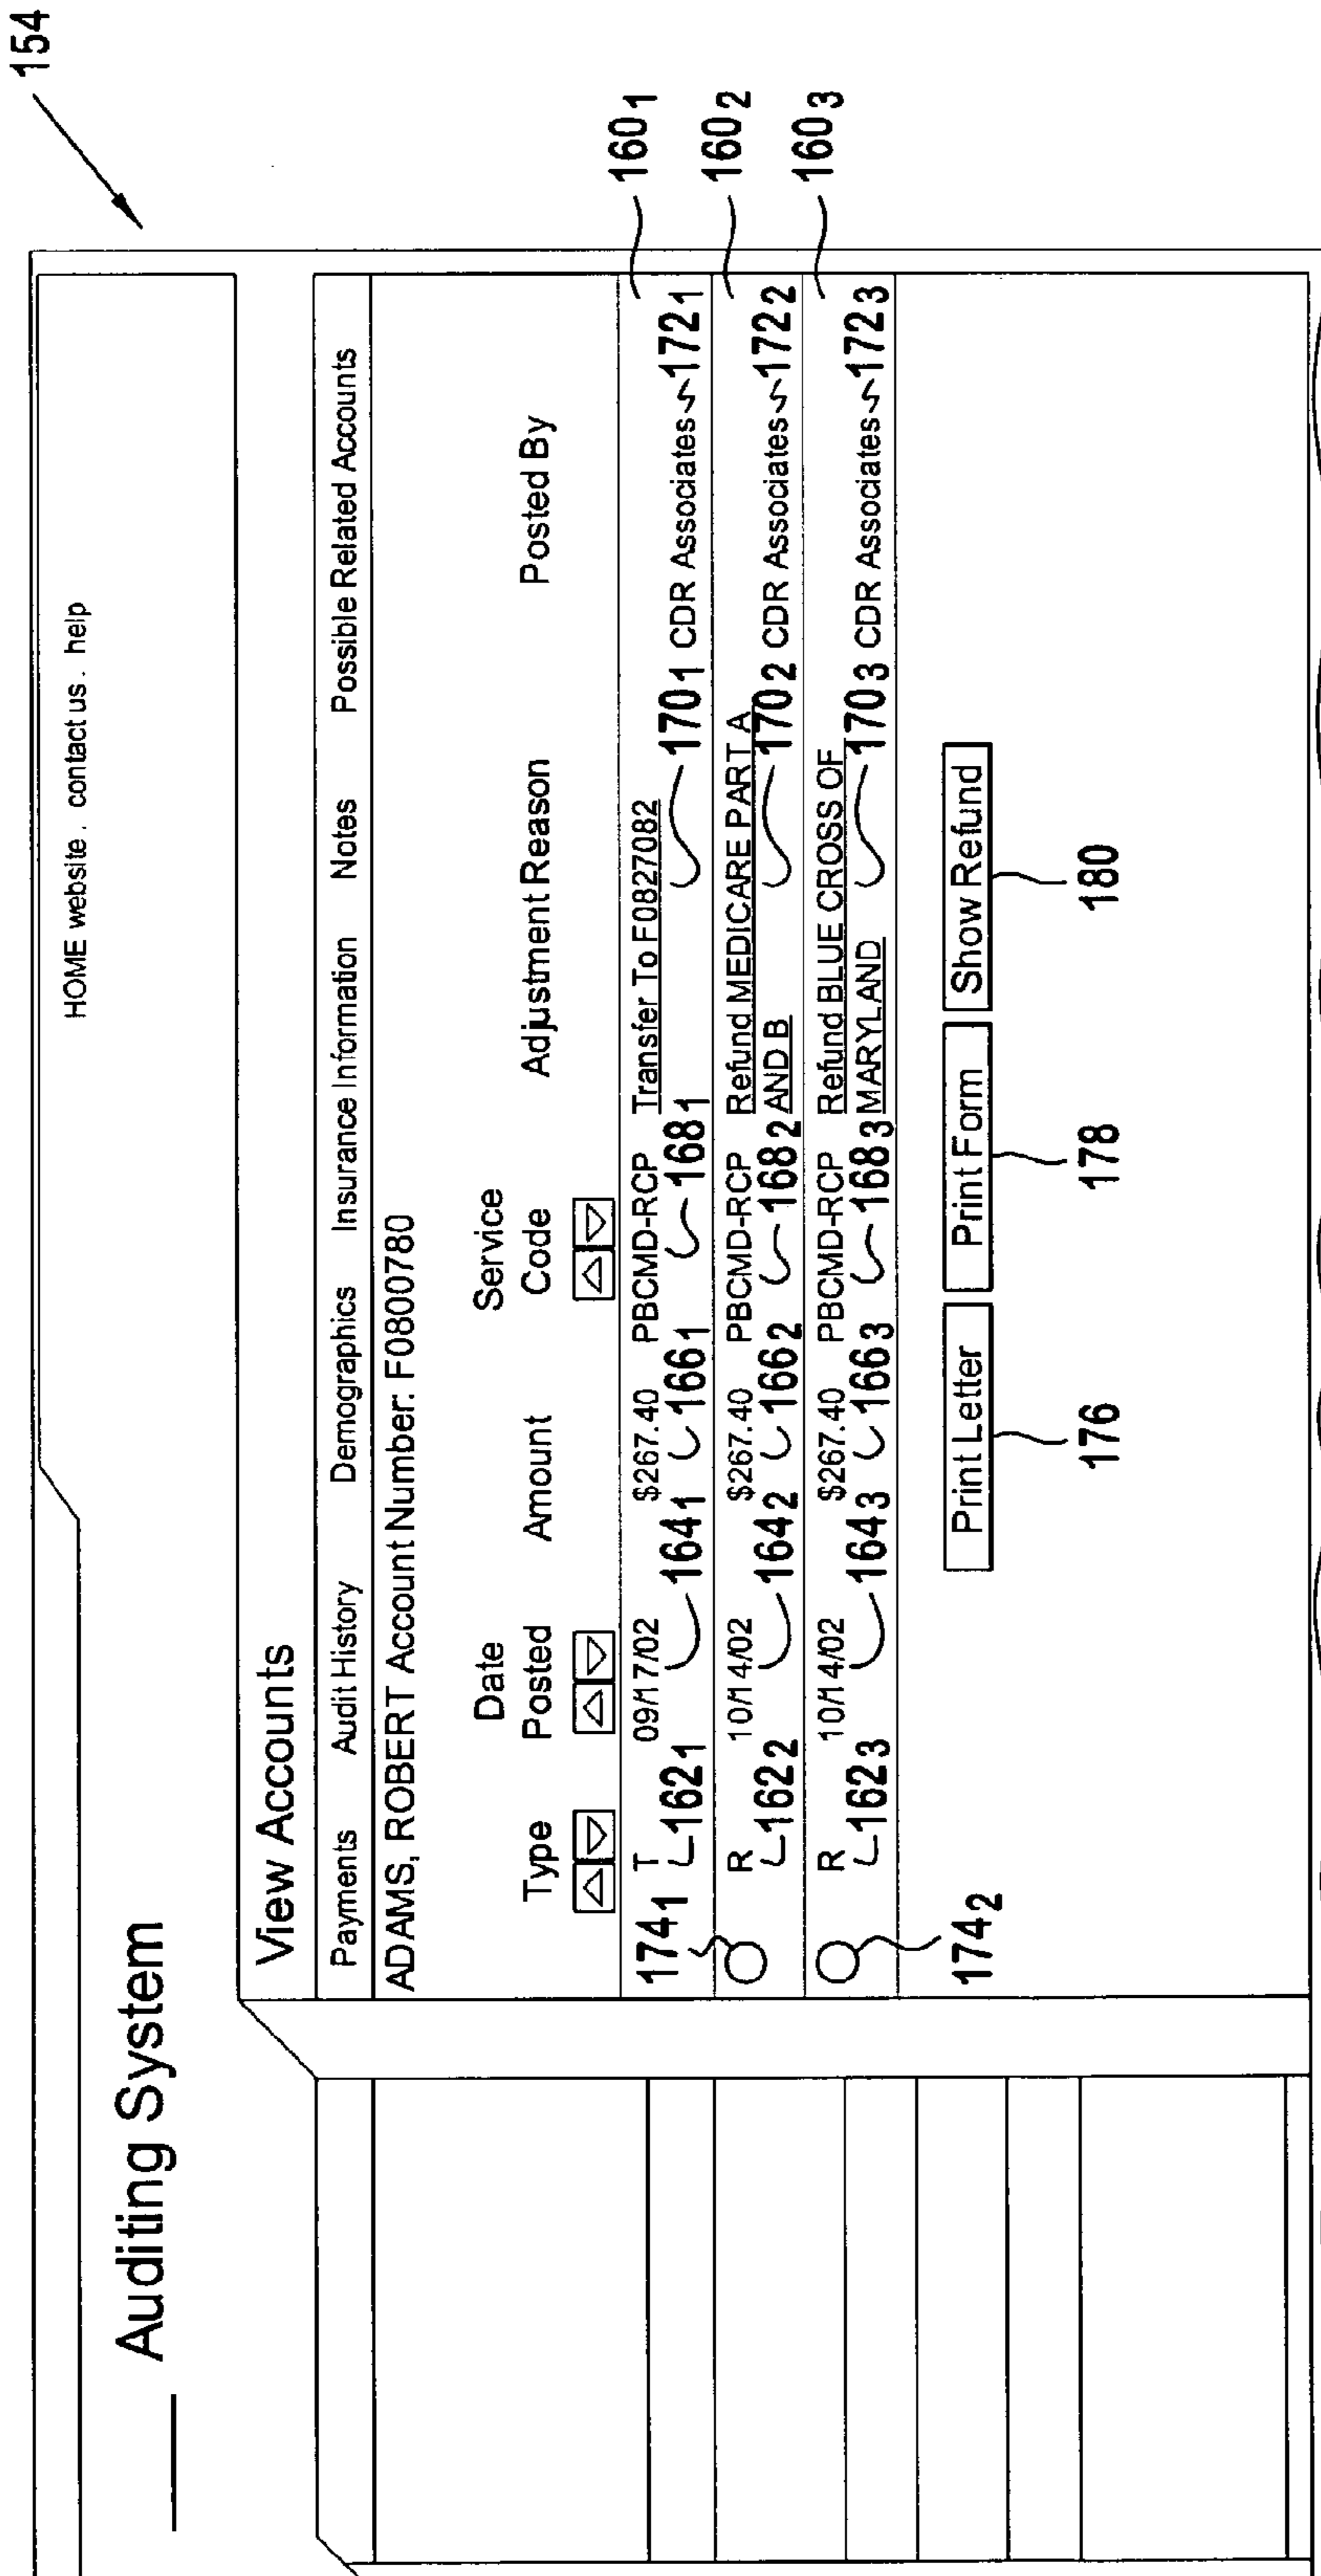 154
HOME website . contact us . help
Auditing System
View Accounts
Payments Audit History Demographics Insurance Information Notes Possible Related Accounts
ADAMS, ROBERT Account Number: F0800780
Date Service
Type Posted Amount Code Adjustment Reason Posted By
T 09/17/02 $267.40 PBCMD-RCP Transfer To F0827082 160₁
174₁ 162₁ 164₁ 166₁ 168₁ 170₁ CDR Associates 172₁
R 10/14/02 $267.40 PBCMD-RCP Refund MEDICARE PART A 160₂
162₂ 164₂ 166₂ 168₂ AND B 170₂ CDR Associates 172₂
R 10/14/02 $267.40 PBCMD-RCP Refund BLUE CROSS OF 160₃
162₃ 164₃ 166₃ 168₃ MARYLAND 170₃ CDR Associates 172₃
174₂ Print Letter Print Form Show Refund
176 178 180